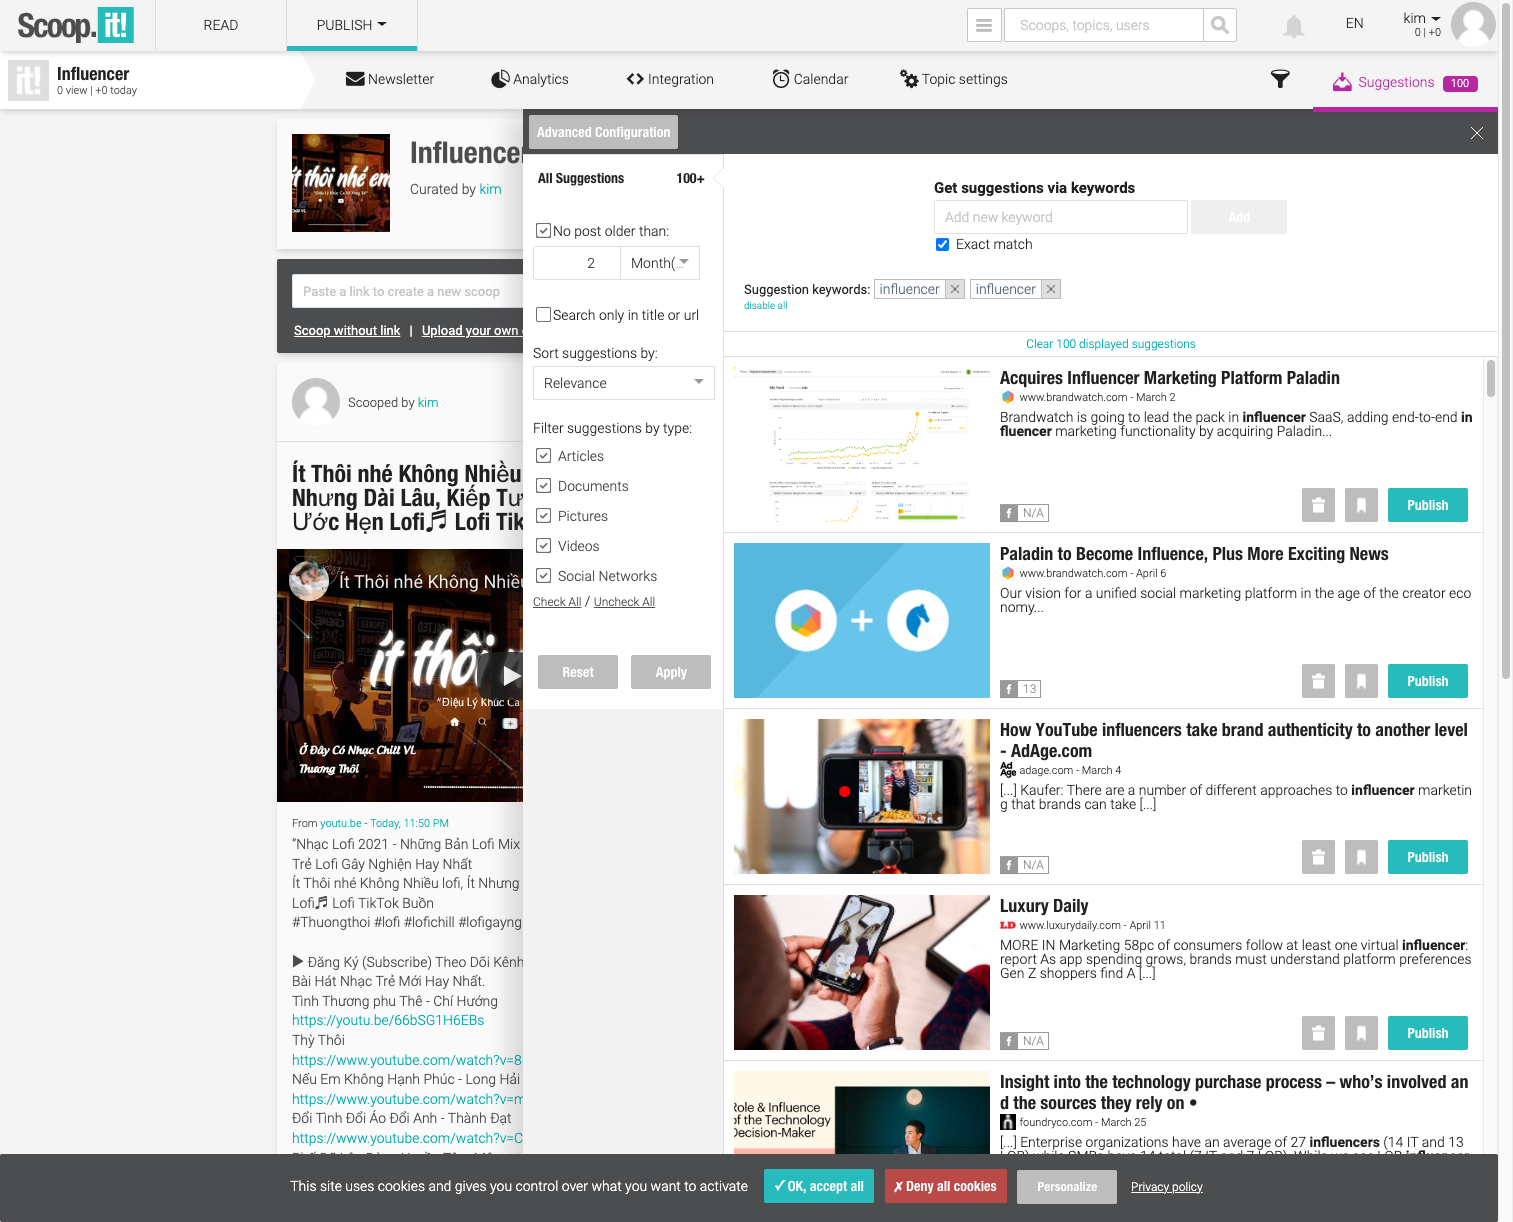 Scoop.it!
READ
PUBLISH
Scoops, topics, users
EN
kim
0 | +0
it!
Influencer
0 view | +0 today
Newsletter
Analytics
Integration
Calendar
Topic settings
Suggestions 100
Influencer
Curated by kim
Paste a link to create a new scoop
Scoop without link | Upload your own
Scooped by kim
Ít Thôi nhé Không Nhiều
Nhưng Dài Lâu, Kiếp Tư
Ước Hẹn Lofi🎵 Lofi Tik
Ít Thôi nhé Không Nhiều
ít thôi n
"Điệu Lý Khúc Ca
Ở Đây Có Nhạc Chill VL
Thương Thôi
From youtu.be - Today, 11:50 PM
"Nhạc Lofi 2021 - Những Bản Lofi Mix
Trẻ Lofi Gây Nghiện Hay Nhất
Ít Thôi nhé Không Nhiều lofi, Ít Nhưng
Lofi🎵 Lofi TikTok Buồn
#Thuongthoi #lofi #lofichill #lofigayng
▶ Đăng Ký (Subscribe) Theo Dõi Kênh
Bài Hát Nhạc Trẻ Mới Hay Nhất.
Tình Thương phu Thê - Chí Hướng
https://youtu.be/66bSG1H6EBs
Thỳ Thôi
https://www.youtube.com/watch?v=8
Nếu Em Không Hạnh Phúc - Long Hải
https://www.youtube.com/watch?v=m
Đổi Tình Đổi Áo Đổi Anh - Thành Đạt
https://www.youtube.com/watch?v=C
Advanced Configuration
All Suggestions 100+
No post older than:
2 Month(...
Search only in title or url
Sort suggestions by:
Relevance
Filter suggestions by type:
Articles
Documents
Pictures
Videos
Social Networks
Check All / Uncheck All
Reset Apply
Get suggestions via keywords
Add new keyword Add
Exact match
Suggestion keywords: influencer influencer
disable all
Clear 100 displayed suggestions
Acquires Influencer Marketing Platform Paladin
www.brandwatch.com - March 2
Brandwatch is going to lead the pack in influencer SaaS, adding end-to-end in
fluencer marketing functionality by acquiring Paladin...
N/A
Publish
Paladin to Become Influence, Plus More Exciting News
www.brandwatch.com - April 6
Our vision for a unified social marketing platform in the age of the creator eco
nomy...
13
Publish
How YouTube influencers take brand authenticity to another level
- AdAge.com
Ad Age adage.com - March 4
[...] Kaufer: There are a number of different approaches to influencer marketin
g that brands can take [...]
N/A
Publish
Luxury Daily
LD www.luxurydaily.com - April 11
MORE IN Marketing 58pc of consumers follow at least one virtual influencer:
report As app spending grows, brands must understand platform preferences
Gen Z shoppers find A [...]
N/A
Publish
Role & Influence
of the Technology
Decision-Maker
Insight into the technology purchase process – who's involved an
d the sources they rely on •
foundryco.com - March 25
[...] Enterprise organizations have an average of 27 influencers (14 IT and 13
This site uses cookies and gives you control over what you want to activate
✓ OK, accept all
✗ Deny all cookies
Personalize
Privacy policy